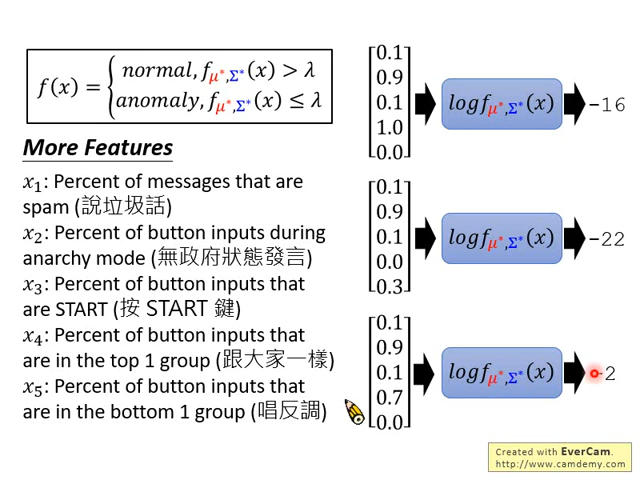 f(x) = { normal, f_{μ*,Σ*}(x) > λ
anomaly, f_{μ*,Σ*}(x) ≤ λ
More Features
x₁: Percent of messages that are
spam (說垃圾話)
x₂: Percent of button inputs during
anarchy mode (無政府狀態發言)
x₃: Percent of button inputs that
are START (按 START 鍵)
x₄: Percent of button inputs that
are in the top 1 group (跟大家一樣)
x₅: Percent of button inputs that
are in the bottom 1 group (唱反調)
0.1
0.9
0.1
1.0
0.0
logf_{μ*,Σ*}(x)
-16
0.1
0.9
0.1
0.0
0.3
logf_{μ*,Σ*}(x)
-22
0.1
0.9
0.1
0.7
0.0
logf_{μ*,Σ*}(x)
-2
Created with EverCam.
http://www.camdemy.com